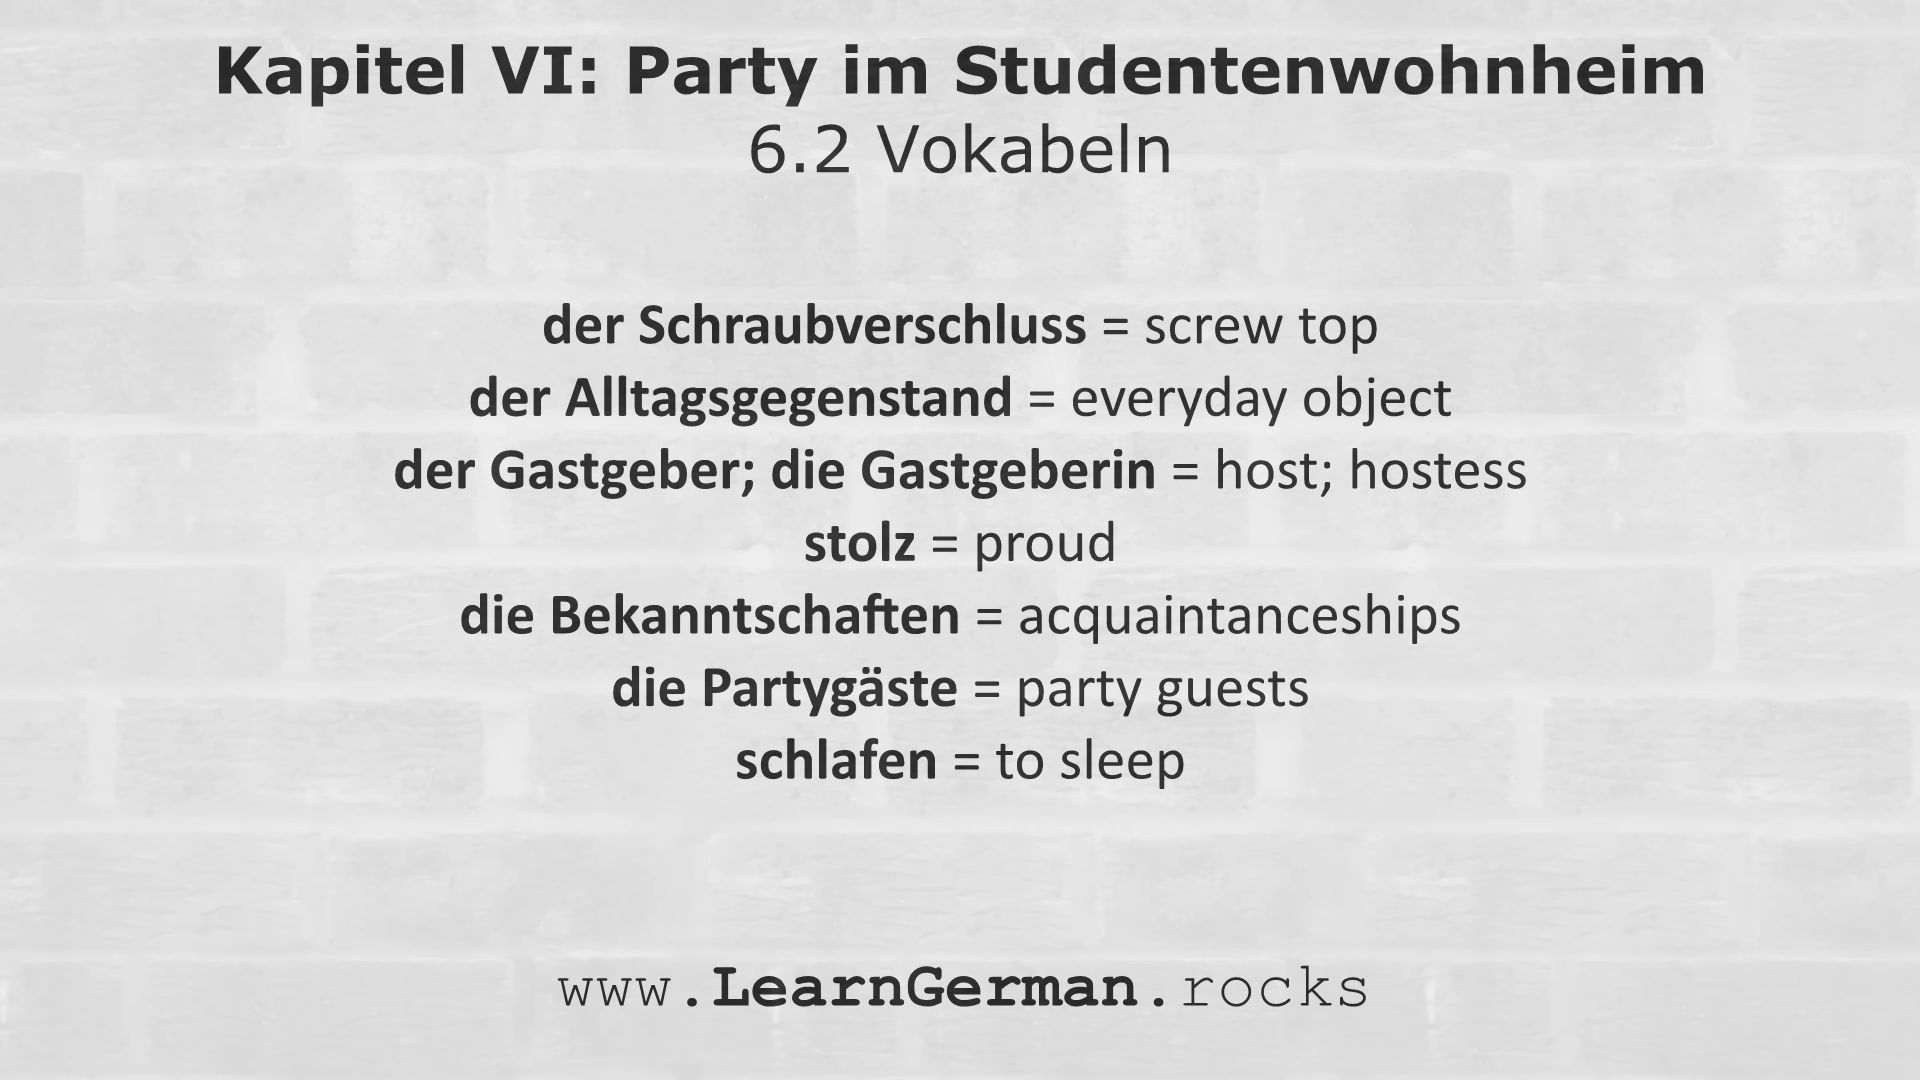 Kapitel VI: Party im Studentenwohnheim
6.2 Vokabeln
der Schraubverschluss = screw top
der Alltagsgegenstand = everyday object
der Gastgeber; die Gastgeberin = host; hostess
stolz = proud
die Bekanntschaften = acquaintanceships
die Partygäste = party guests
schlafen = to sleep
www.LearnGerman.rocks